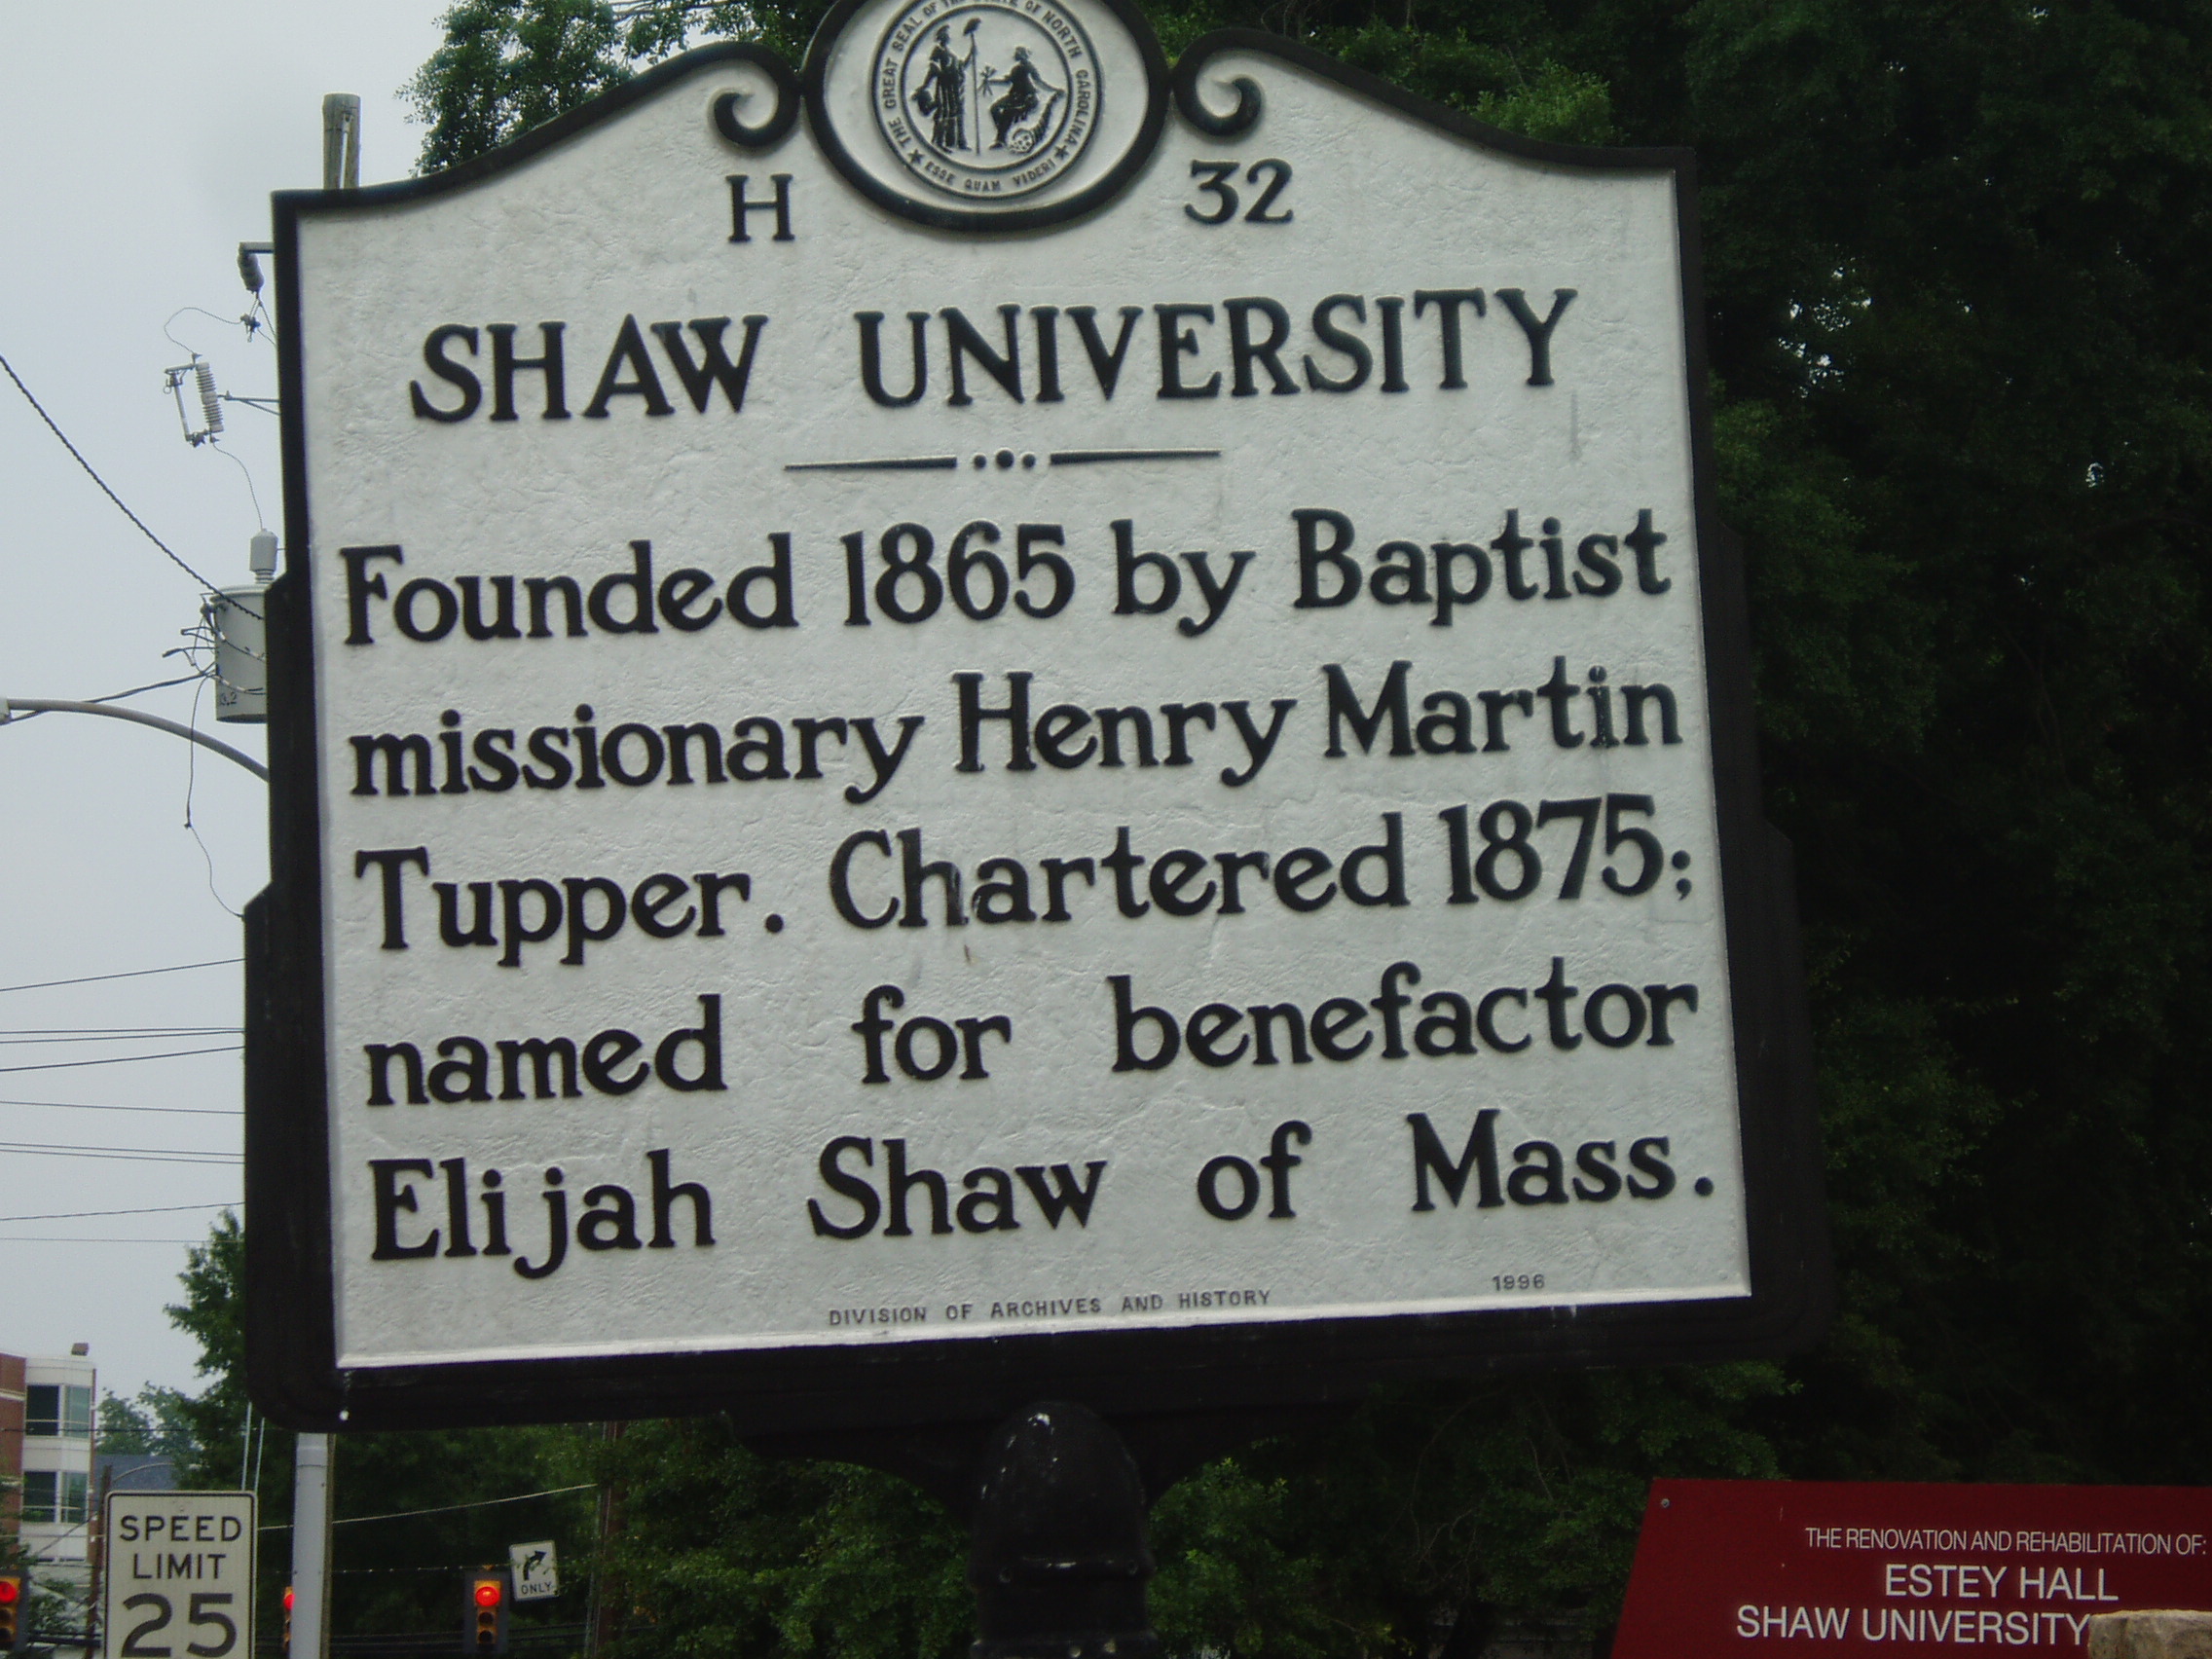 THE GREAT SEAL OF THE STATE OF NORTH CAROLINA
ESSE QUAM VIDERI
H 32
SHAW UNIVERSITY
Founded 1865 by Baptist
missionary Henry Martin
Tupper. Chartered 1875;
named for benefactor
Elijah Shaw of Mass.
DIVISION OF ARCHIVES AND HISTORY 1996
SPEED
LIMIT
25
ONLY
THE RENOVATION AND REHABILITATION OF:
ESTEY HALL
SHAW UNIVERSITY